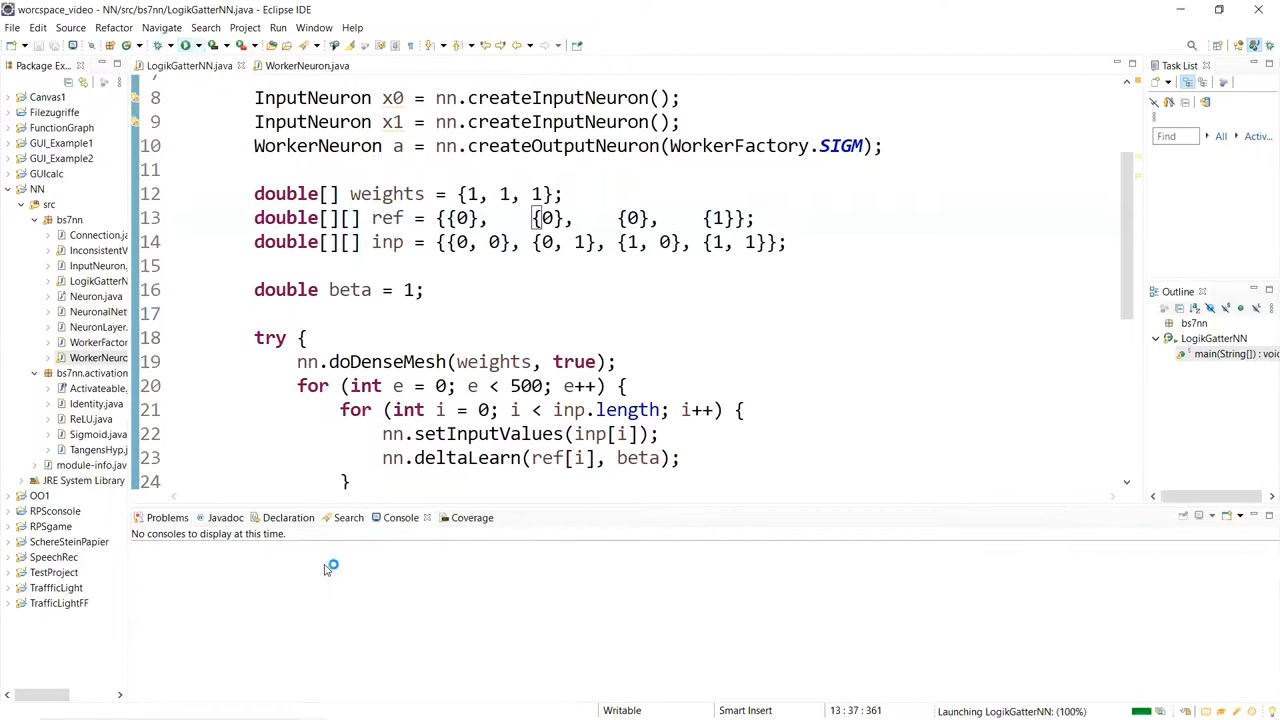 worcspace_video - NN/src/bs7nn/LogikGatterNN.java - Eclipse IDE
File Edit Source Refactor Navigate Search Project Run Window Help
Package Ex
LogikGatterNN.java WorkerNeuron.java
Task List
Canvas1
Filezugriffe
FunctionGraph
GUI_Example1
GUI_Example2
GUIcalc
NN
src
bs7nn
Connection.ja
InconsistentV
InputNeuron.
LogikGatterN
Neuron.java
NeuronalNet
NeuronLayer.
WorkerFactor
WorkerNeuro
bs7nn.activation
Activateable.
Identity.java
ReLU.java
Sigmoid.java
TangensHyp.
module-info.jav
JRE System Library
OO1
RPSconsole
RPSgame
SchereSteinPapier
SpeechRec
TestProject
TraffficLight
TrafficLightFF
7
8 InputNeuron x0 = nn.createInputNeuron();
9 InputNeuron x1 = nn.createInputNeuron();
10 WorkerNeuron a = nn.createOutputNeuron(WorkerFactory.SIGM);
11
12 double[] weights = {1, 1, 1};
13 double[][] ref = {{0}, {0}, {0}, {1}};
14 double[][] inp = {{0, 0}, {0, 1}, {1, 0}, {1, 1}};
15
16 double beta = 1;
17
18 try {
19 nn.doDenseMesh(weights, true);
20 for (int e = 0; e < 500; e++) {
21 for (int i = 0; i < inp.length; i++) {
22 nn.setInputValues(inp[i]);
23 nn.deltaLearn(ref[i], beta);
24 }
Find All Activ...
Outline
bs7nn
LogikGatterNN
main(String[]) : voic
Problems Javadoc Declaration Search Console Coverage
No consoles to display at this time.
Writable Smart Insert 13 : 37 : 361 Launching LogikGatterNN: (100%)